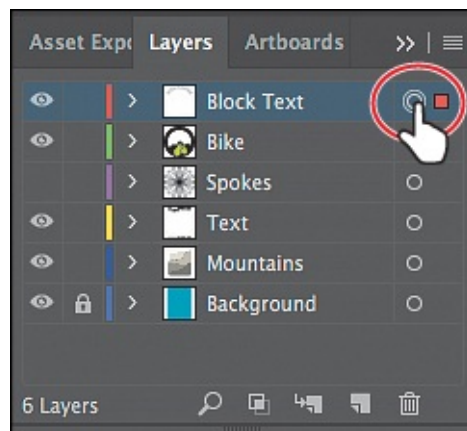 Asset Expo Layers Artboards
Block Text
Bike
Spokes
Text
Mountains
Background
6 Layers